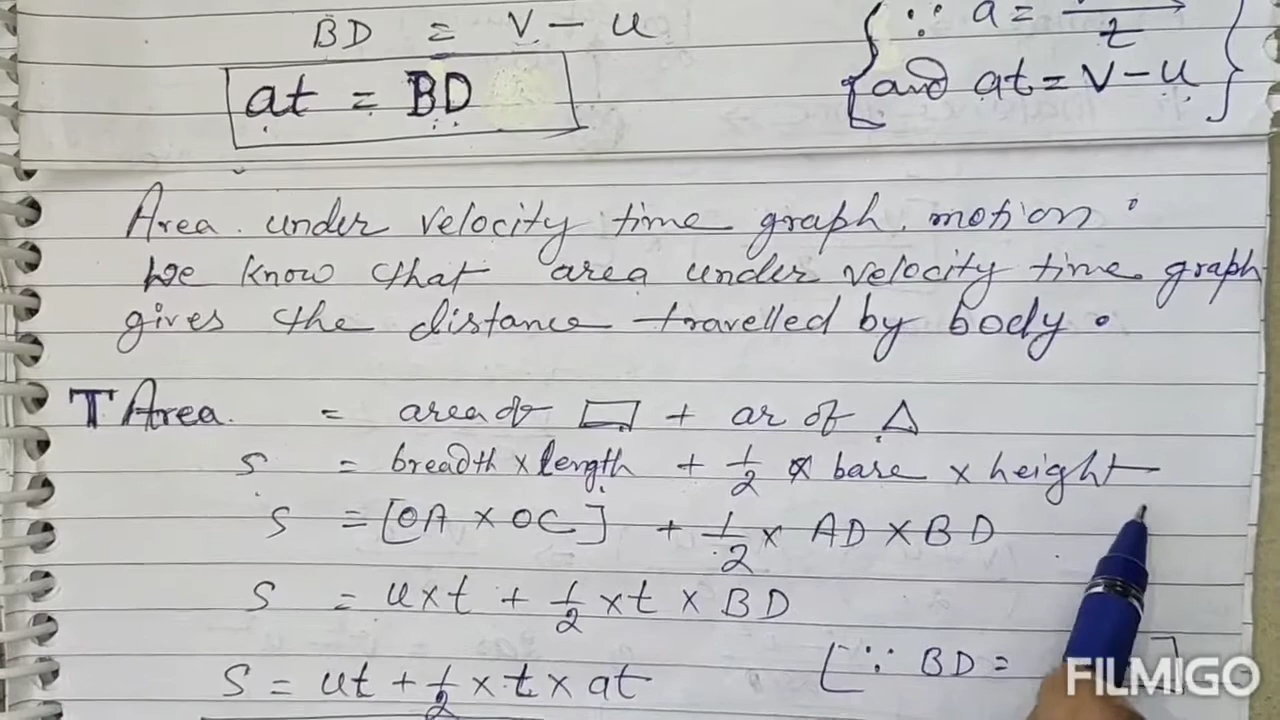 BD = V - u
{∵ a =
t
at = BD
and at = V - u}
Area under velocity time graph motion:
We know that area under velocity time graph
gives the distance travelled by body.
T Area = area of ▭ + ar of △
S = breadth × length + 1/2 × base × height
S = [OA × OC] + 1/2 × AD × BD
S = u×t + 1/2 × t × BD
[∵ BD = ]
S = ut + 1/2 × t × at
FILMIGO